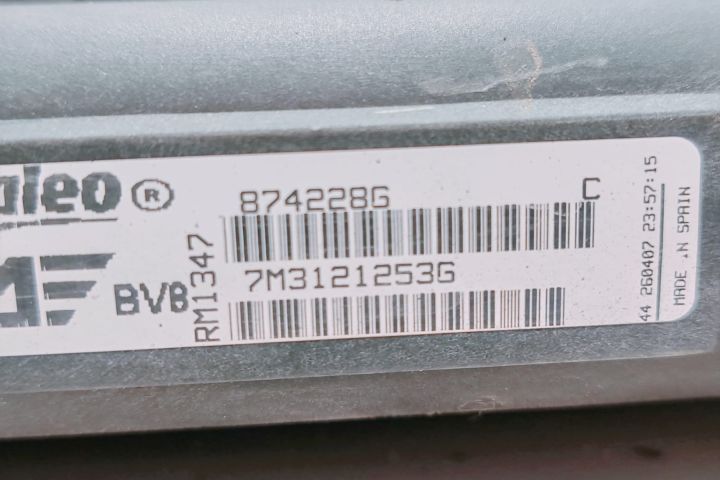 aleo ®
874228G
C
RM1347
BVB
7M3121253G
44 260407 23:57:15
MADE IN SPAIN